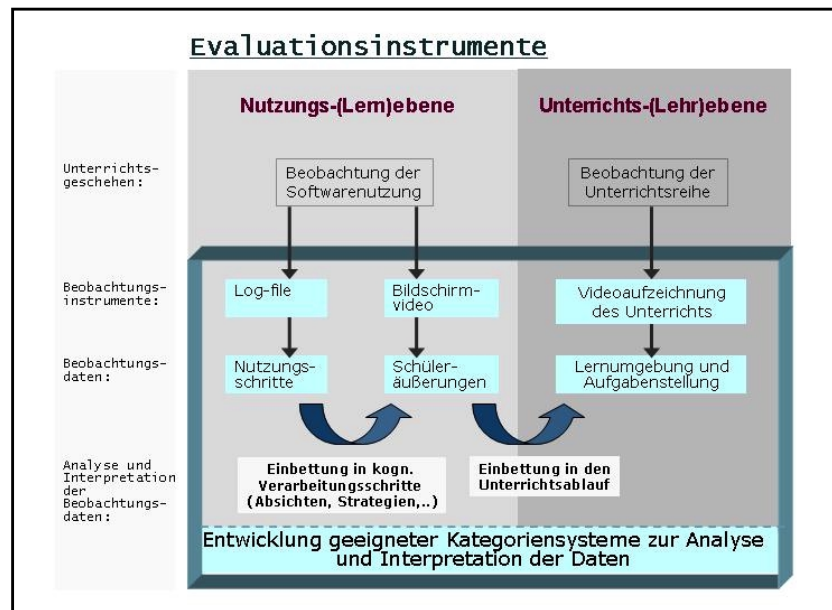 Evaluationsinstrumente
Nutzungs-(Lern)ebene
Unterrichts-(Lehr)ebene
Unterrichts-
geschehen:
Beobachtung der
Softwarenutzung
Beobachtung der
Unterrichtsreihe
Beobachtungs-
instrumente:
Log-file
Bildschirm-
video
Videoaufzeichnung
des Unterrichts
Beobachtungs-
daten:
Nutzungs-
schritte
Schüler-
äußerungen
Lernumgebung und
Aufgabenstellung
Analyse und
Interpretation
der
Beobachtungs-
daten:
Einbettung in kogn.
Verarbeitungsschritte
(Absichten, Strategien,..)
Einbettung in den
Unterrichtsablauf
Entwicklung geeigneter Kategoriensysteme zur Analyse
und Interpretation der Daten